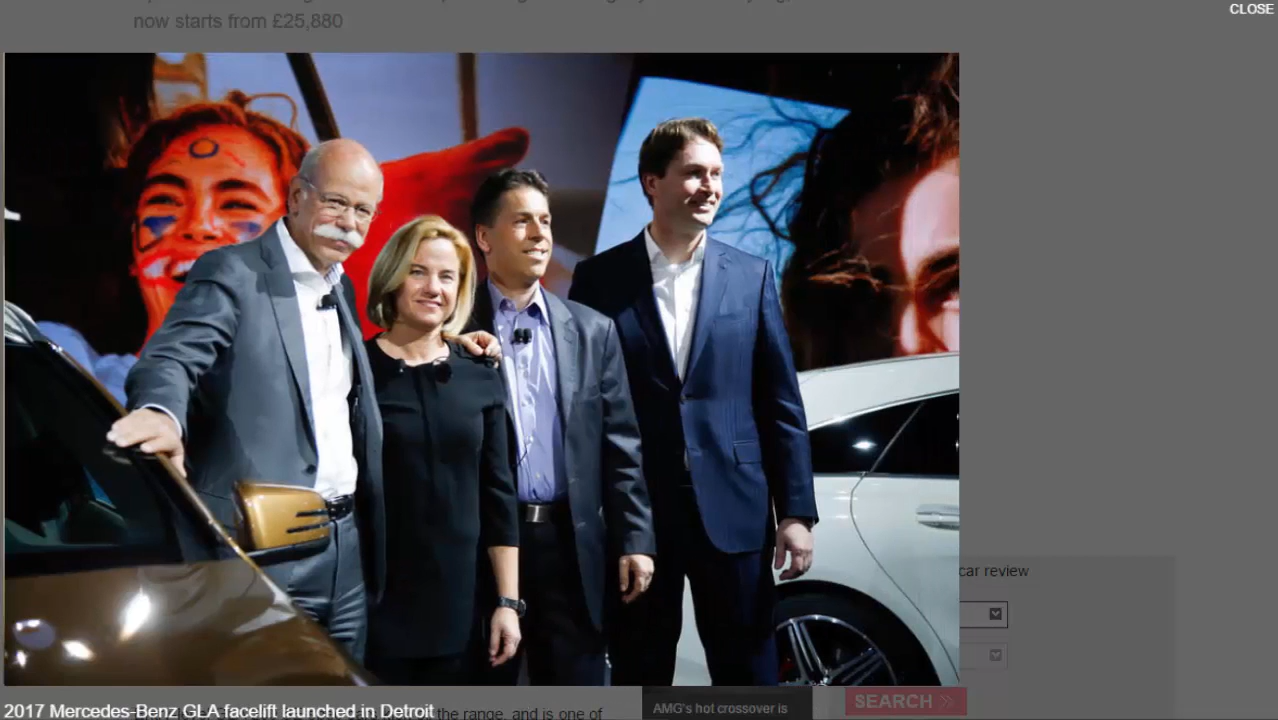 now starts from £25,880
CLOSE
car review
2017 Mercedes-Benz GLA facelift launched in Detroit
the range, and is one of
AMG's hot crossover is
SEARCH